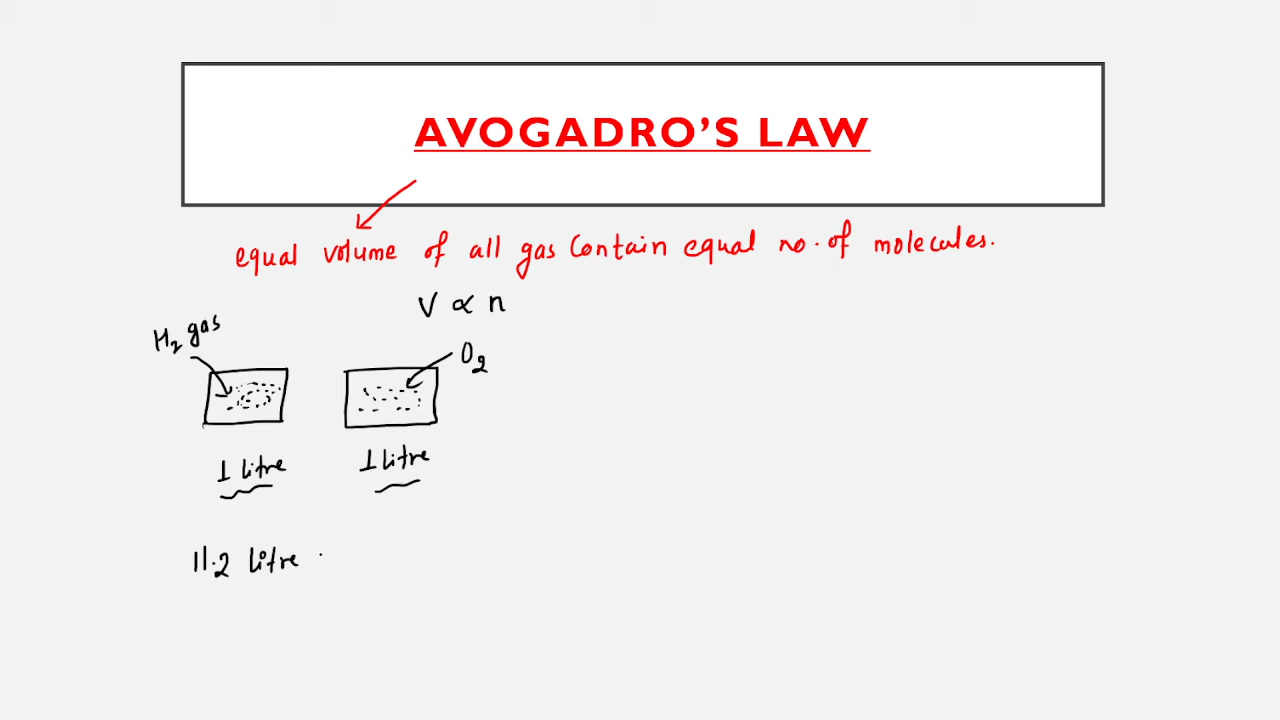 AVOGADRO'S LAW
equal volume of all gas Contain equal no. of molecules.
V ∝ n
H₂ gas
O₂
1 litre
1 litre
11.2 litre